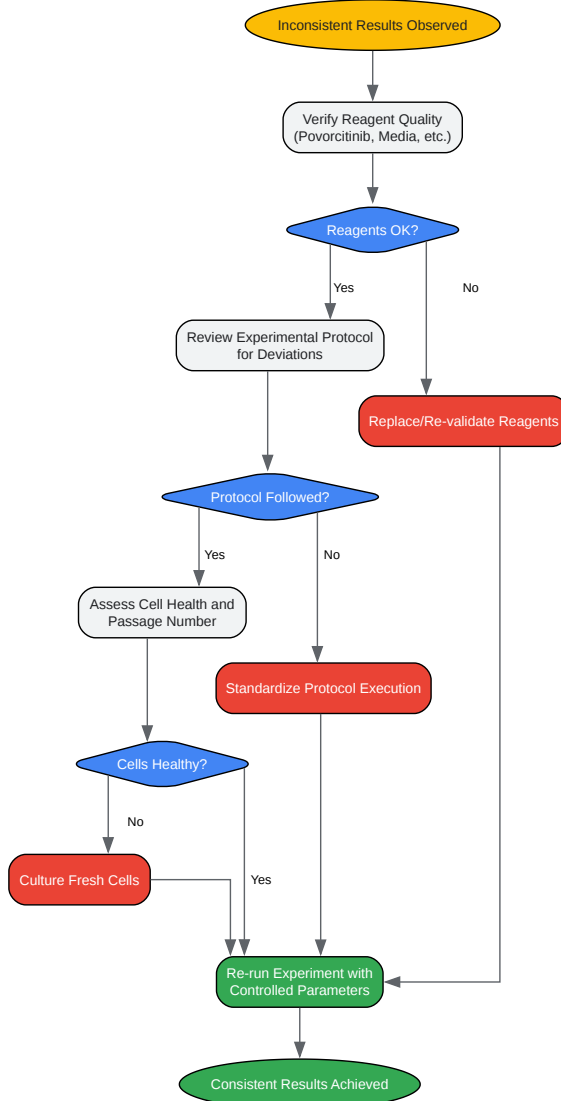 Inconsistent Results Observed
Verify Reagent Quality
(Povorcitinib, Media, etc.)
Reagents OK?
Yes
No
Review Experimental Protocol
for Deviations
Replace/Re-validate Reagents
Protocol Followed?
Yes
No
Assess Cell Health and
Passage Number
Standardize Protocol Execution
Cells Healthy?
No
Yes
Culture Fresh Cells
Re-run Experiment with
Controlled Parameters
Consistent Results Achieved